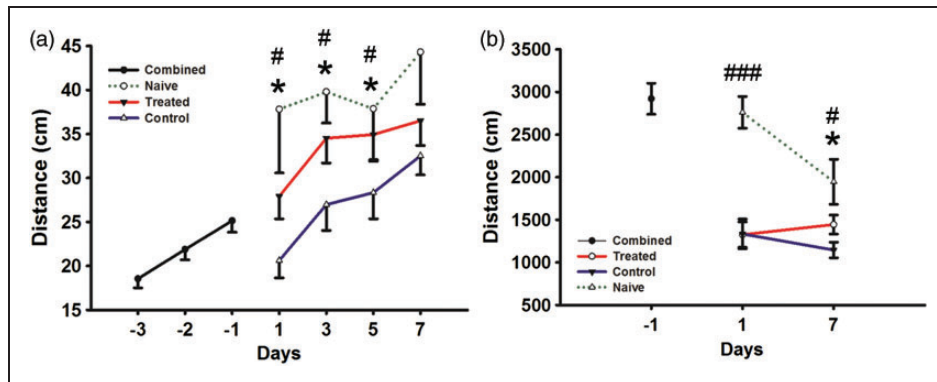 (a)
45
40
35
30
25
20
15
Distance (cm)
Combined
Naive
Treated
Control
#
*
#
*
#
*
-3 -2 -1 1 3 5 7
Days
(b)
3500
3000
2500
2000
1500
1000
500
Distance (cm)
###
#
*
Combined
Treated
Control
Naive
-1 1 7
Days